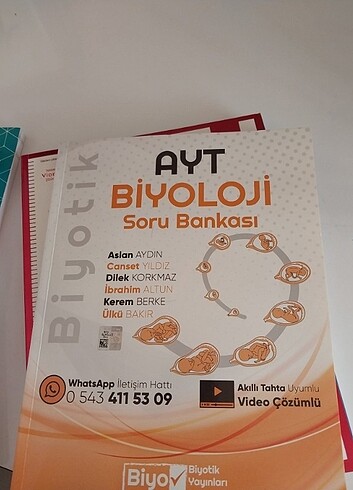 Biyotik
AYT
BİYOLOJİ
Soru Bankası
Aslan AYDIN
Canset YILDIZ
Dilek KORKMAZ
İbrahim ALTUN
Kerem BERKE
Ülkü BAKIR
WhatsApp İletişim Hattı
0 543 411 53 09
Akıllı Tahta Uyumlu
Video Çözümlü
Biyo
Biyotik
Yayınları